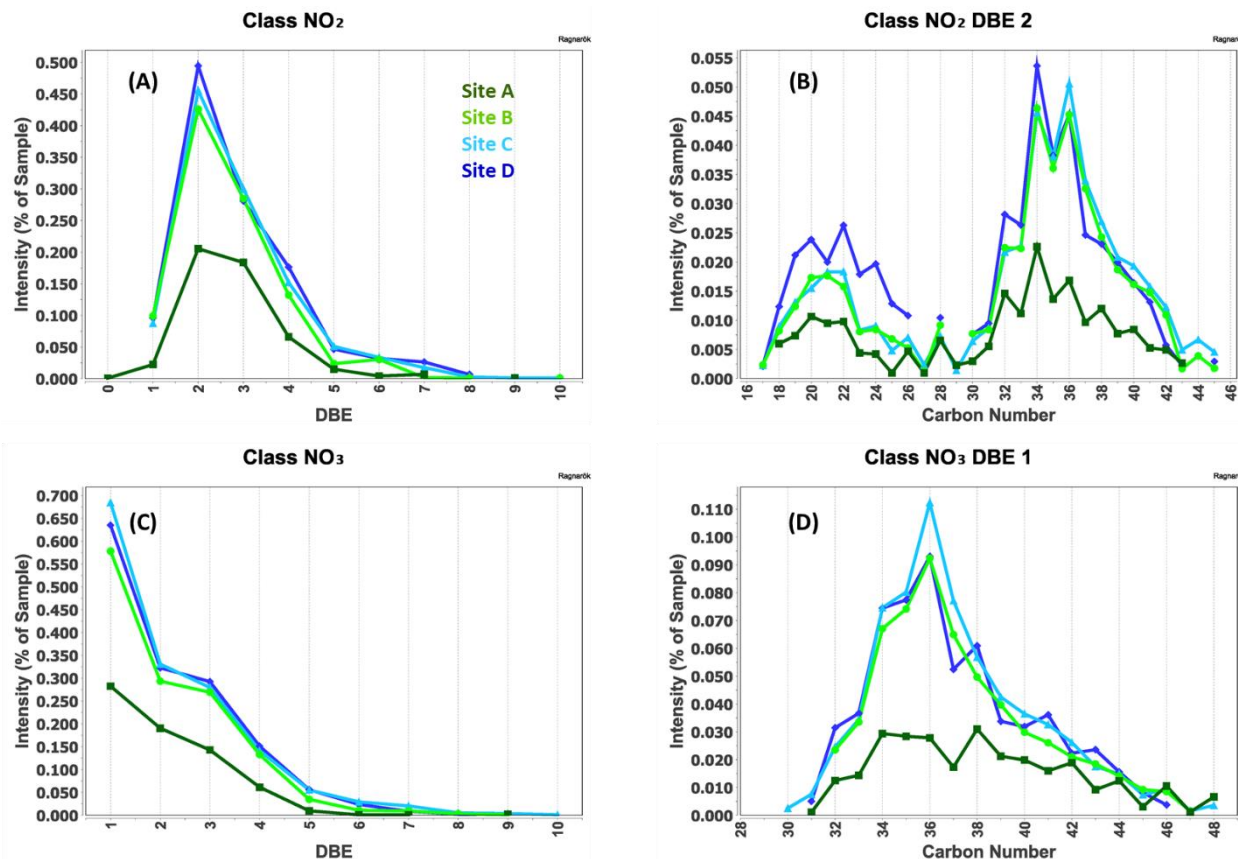 Class NO₂
Ragnarök
(A)
Site A
Site B
Site C
Site D
Intensity (% of Sample)
0.500
0.450
0.400
0.350
0.300
0.250
0.200
0.150
0.100
0.050
0.000
0 1 2 3 4 5 6 7 8 9 10
DBE
Class NO₂ DBE 2
Ragnar
(B)
Intensity (% of Sample)
0.055
0.050
0.045
0.040
0.035
0.030
0.025
0.020
0.015
0.010
0.005
0.000
16 18 20 22 24 26 28 30 32 34 36 38 40 42 44 46
Carbon Number
Class NO₃
Ragnarök
(C)
Intensity (% of Sample)
0.700
0.650
0.600
0.550
0.500
0.450
0.400
0.350
0.300
0.250
0.200
0.150
0.100
0.050
0.000
1 2 3 4 5 6 7 8 9 10
DBE
Class NO₃ DBE 1
Ragnar
(D)
Intensity (% of Sample)
0.110
0.100
0.090
0.080
0.070
0.060
0.050
0.040
0.030
0.020
0.010
0.000
28 30 32 34 36 38 40 42 44 46 48
Carbon Number